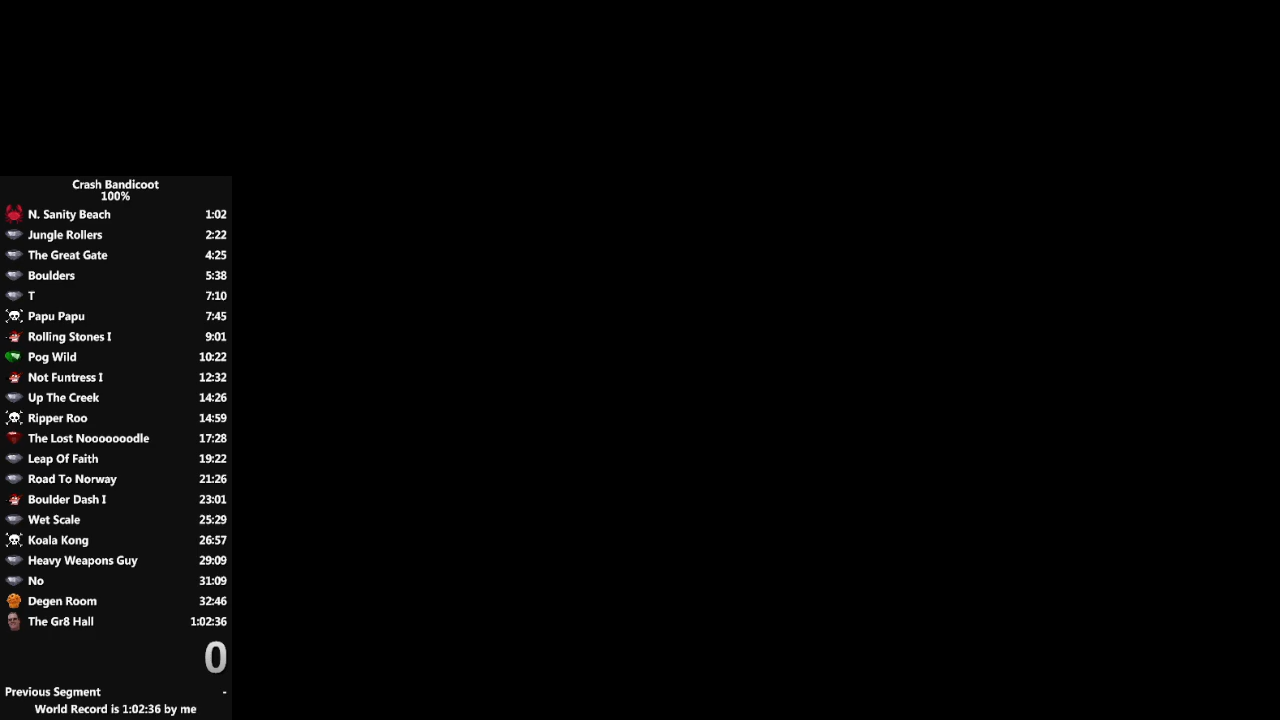 Crash Bandicoot
100%
N. Sanity Beach 1:02
Jungle Rollers 2:22
The Great Gate 4:25
Boulders 5:38
T 7:10
Papu Papu 7:45
Rolling Stones I 9:01
Pog Wild 10:22
Not Funtress I 12:32
Up The Creek 14:26
Ripper Roo 14:59
The Lost Nooooooodle 17:28
Leap Of Faith 19:22
Road To Norway 21:26
Boulder Dash I 23:01
Wet Scale 25:29
Koala Kong 26:57
Heavy Weapons Guy 29:09
No 31:09
Degen Room 32:46
The Gr8 Hall 1:02:36
0
Previous Segment -
World Record is 1:02:36 by me